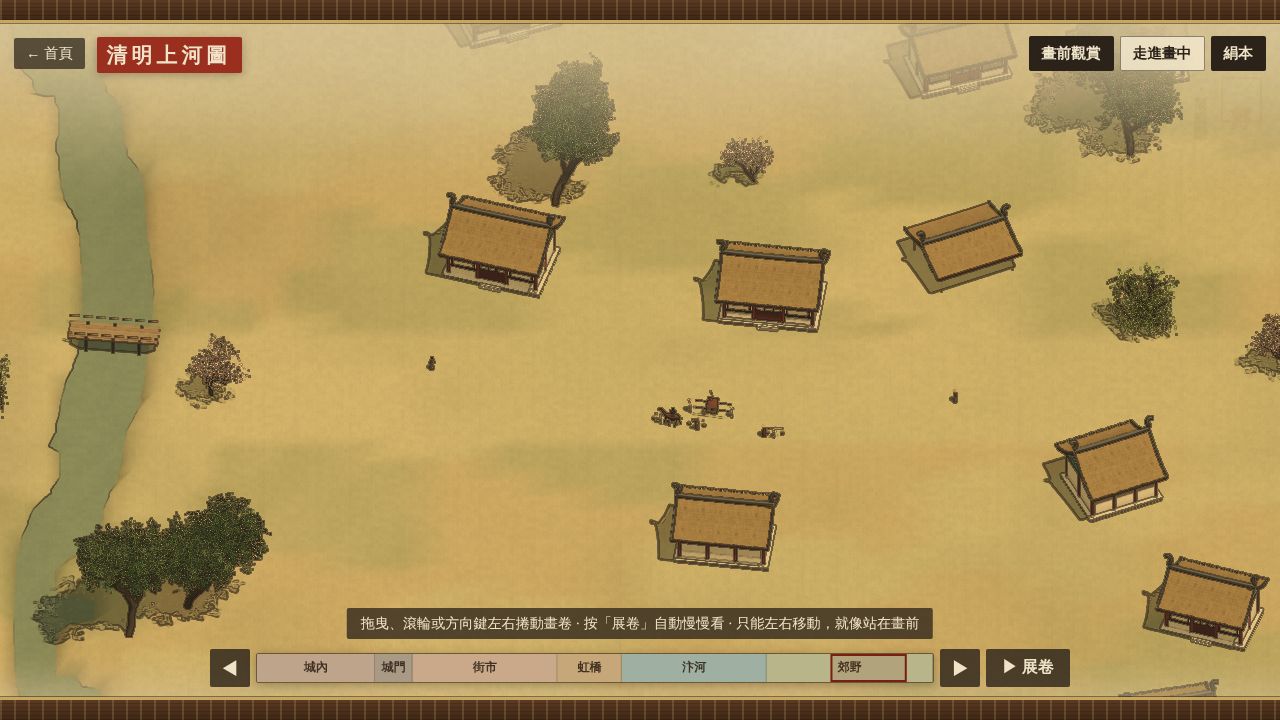 ← 首頁
清明上河圖
畫前觀賞
走進畫中
絹本
拖曳、滾輪或方向鍵左右捲動畫卷 · 按「展卷」自動慢慢看 · 只能左右移動，就像站在畫前
◀
城內
城門
街市
虹橋
汴河
郊野
▶
▶ 展卷